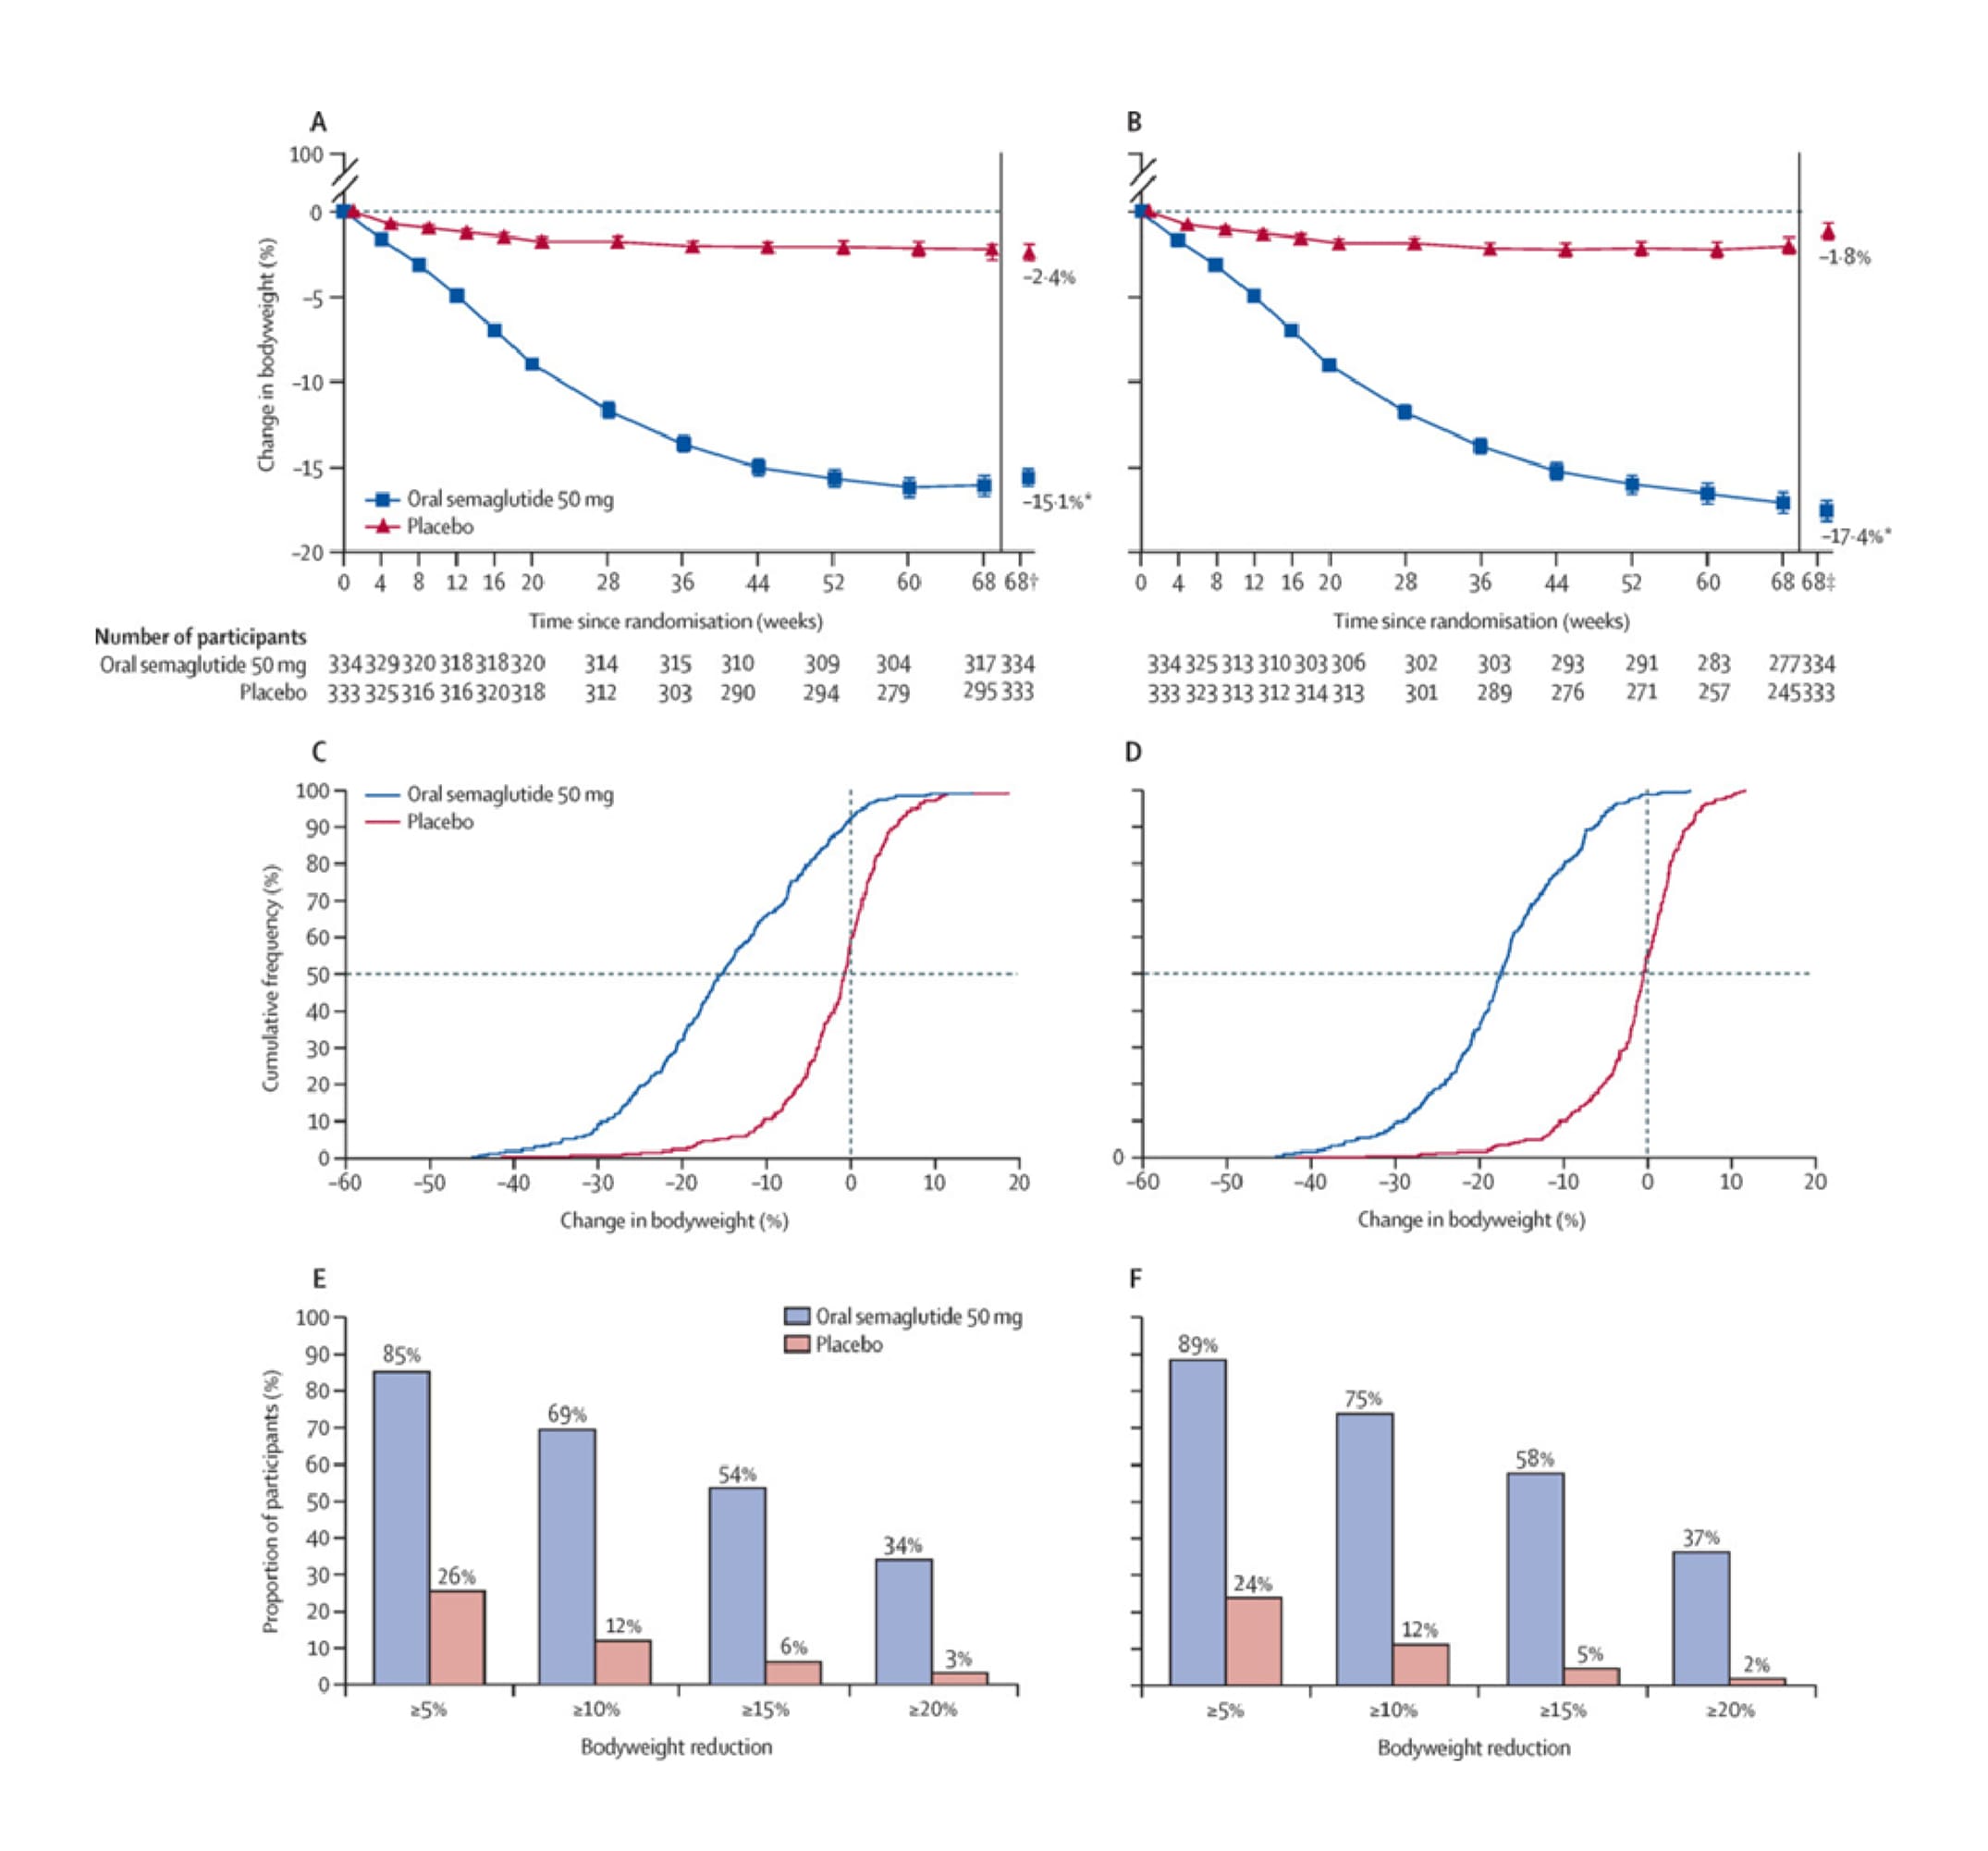 A
100
0
–5
–10
–15
–20
Change in bodyweight (%)
–2·4%
–15·1%*
Oral semaglutide 50 mg
Placebo
0 4 8 12 16 20 28 36 44 52 60 68 68†
Time since randomisation (weeks)
B
–1·8%
–17·4%*
0 4 8 12 16 20 28 36 44 52 60 68 68‡
Time since randomisation (weeks)
Number of participants
Oral semaglutide 50 mg 334 329 320 318 318 320 314 315 310 309 304 317 334
334 325 313 310 303 306 302 303 293 291 283 277 334
Placebo 333 325 316 316 320 318 312 303 290 294 279 295 333
333 323 313 312 314 313 301 289 276 271 257 245 333
C
Oral semaglutide 50 mg
Placebo
100
90
80
70
60
50
40
30
20
10
0
Cumulative frequency (%)
–60 –50 –40 –30 –20 –10 0 10 20
Change in bodyweight (%)
D
0
–60 –50 –40 –30 –20 –10 0 10 20
Change in bodyweight (%)
E
Oral semaglutide 50 mg
Placebo
100
90
80
70
60
50
40
30
20
10
0
Proportion of participants (%)
85%
26%
69%
12%
54%
6%
34%
3%
≥5% ≥10% ≥15% ≥20%
Bodyweight reduction
F
89%
24%
75%
12%
58%
5%
37%
2%
≥5% ≥10% ≥15% ≥20%
Bodyweight reduction